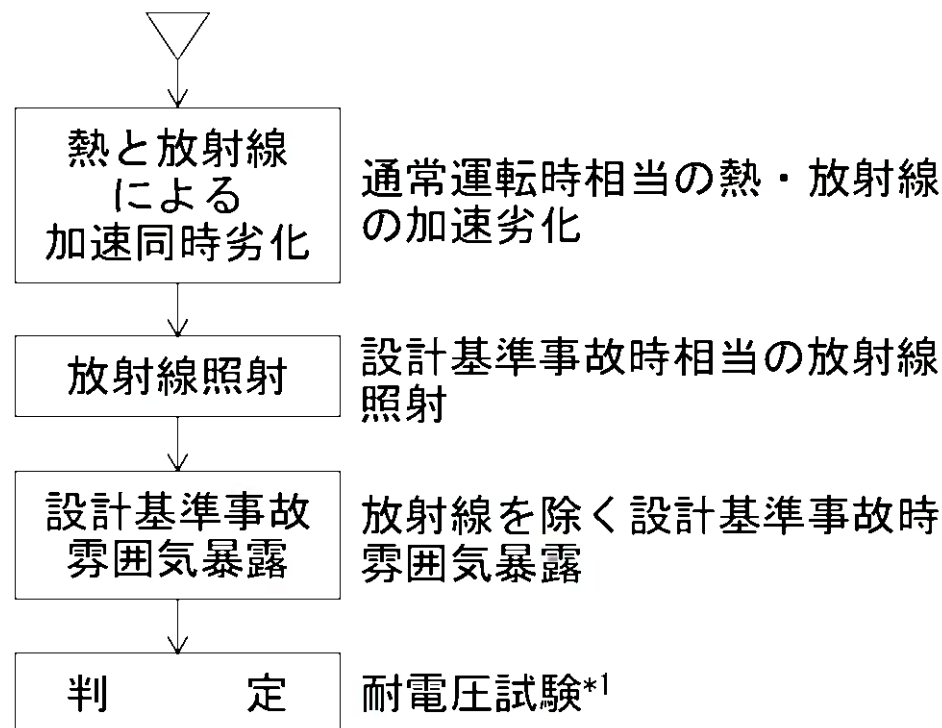 熱と放射線
による
加速同時劣化
通常運転時相当の熱・放射線
の加速劣化
放射線照射
設計基準事故時相当の放射線
照射
設計基準事故
雰囲気暴露
放射線を除く設計基準事故時
雰囲気暴露
判　　　定
耐電圧試験*1